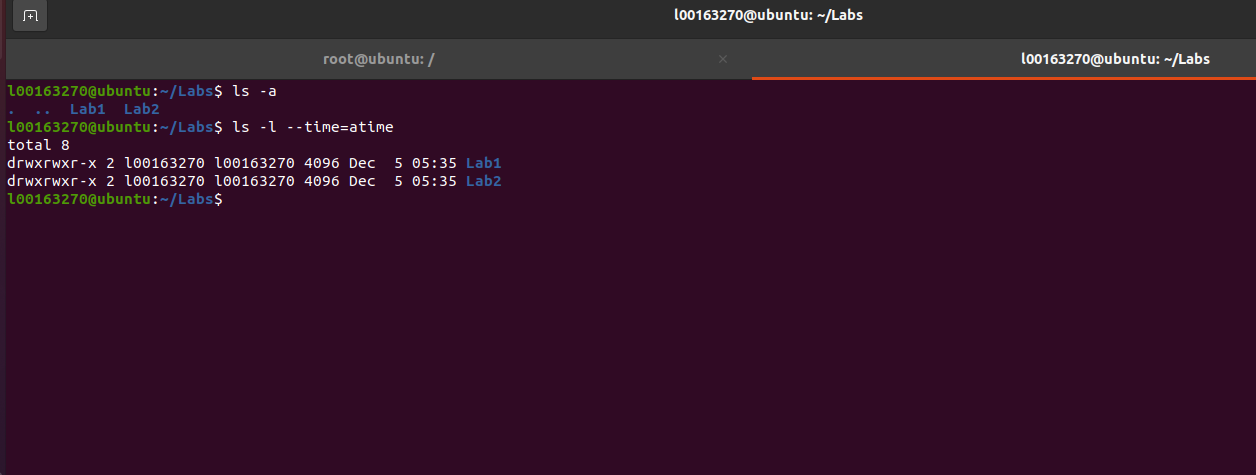 l00163270@ubuntu: ~/Labs
root@ubuntu: /
×
l00163270@ubuntu: ~/Labs
l00163270@ubuntu:~/Labs$ ls -a
.  ..  Lab1  Lab2
l00163270@ubuntu:~/Labs$ ls -l --time=atime
total 8
drwxrwxr-x 2 l00163270 l00163270 4096 Dec  5 05:35 Lab1
drwxrwxr-x 2 l00163270 l00163270 4096 Dec  5 05:35 Lab2
l00163270@ubuntu:~/Labs$